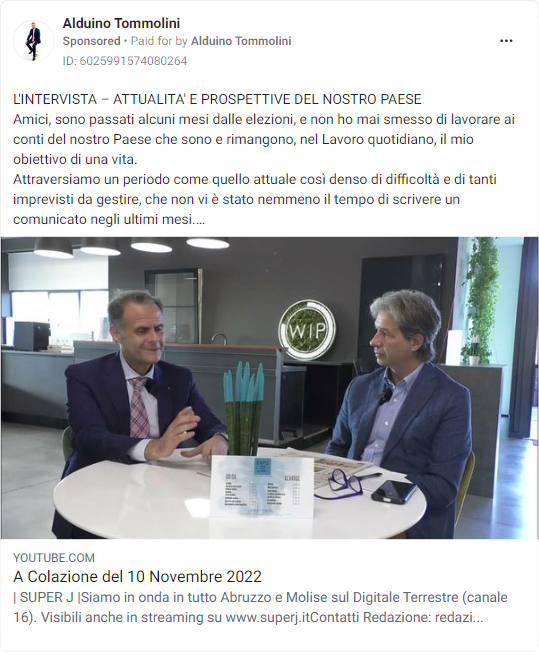 Alduino Tommolini
Sponsored • Paid for by Alduino Tommolini
ID: 6025991574080264
L'INTERVISTA – ATTUALITA' E PROSPETTIVE DEL NOSTRO PAESE
Amici, sono passati alcuni mesi dalle elezioni, e non ho mai smesso di lavorare ai
conti del nostro Paese che sono e rimangono, nel Lavoro quotidiano, il mio
obiettivo di una vita.
Attraversiamo un periodo come quello attuale così denso di difficoltà e di tanti
imprevisti da gestire, che non vi è stato nemmeno il tempo di scrivere un
comunicato negli ultimi mesi....
WIP
YOUTUBE.COM
A Colazione del 10 Novembre 2022
| SUPER J |Siamo in onda in tutto Abruzzo e Molise sul Digitale Terrestre (canale
16). Visibili anche in streaming su www.superj.itContatti Redazione: redazi...